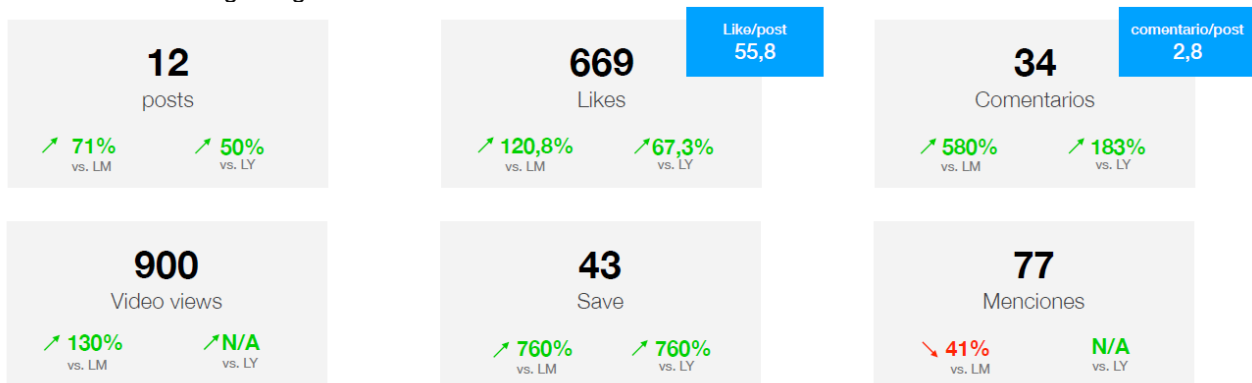 12
posts
71%
vs. LM
50%
vs. LY
Like/post
55,8
669
Likes
120,8%
vs. LM
67,3%
vs. LY
comentario/post
2,8
34
Comentarios
580%
vs. LM
183%
vs. LY
900
Video views
130%
vs. LM
N/A
vs. LY
43
Save
760%
vs. LM
760%
vs. LY
77
Menciones
41%
vs. LM
N/A
vs. LY